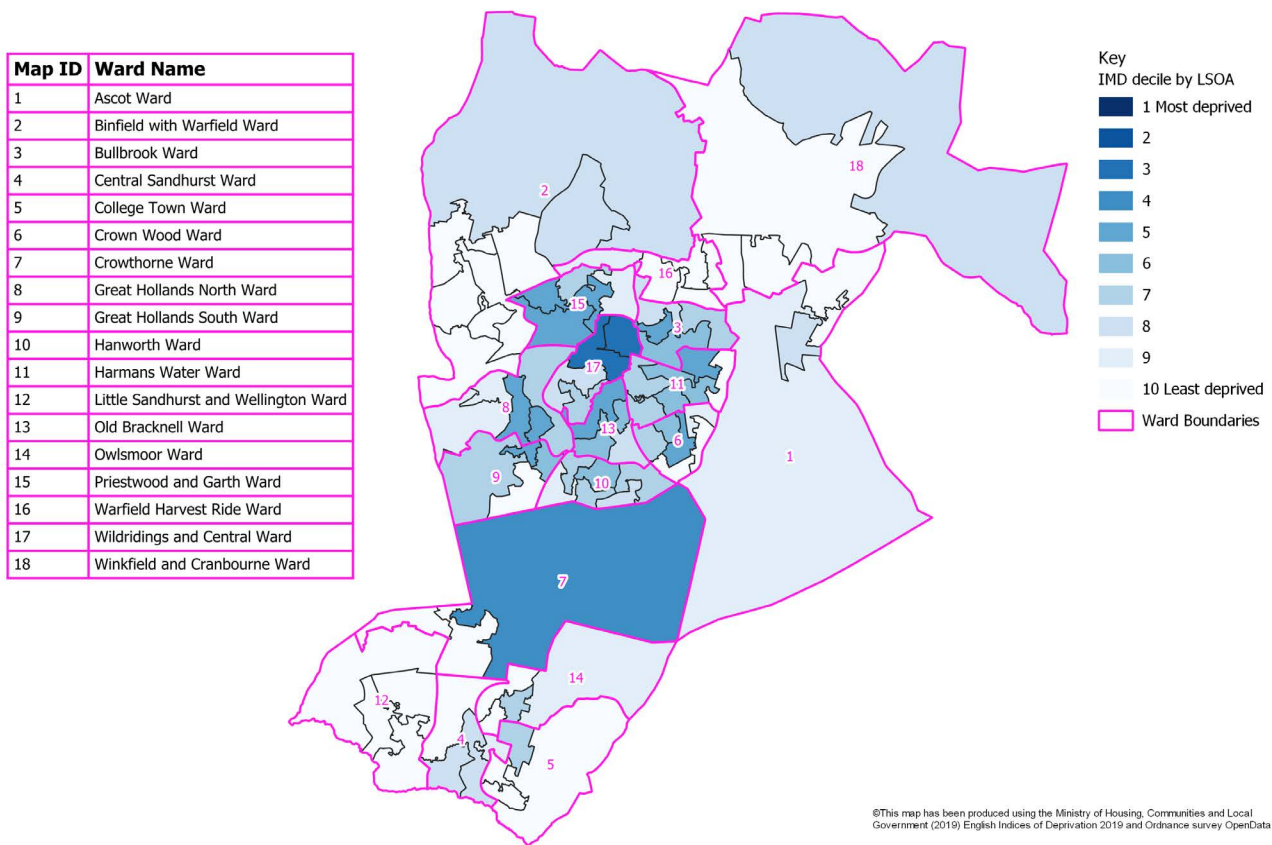 Map ID Ward Name
1 Ascot Ward
2 Binfield with Warfield Ward
3 Bullbrook Ward
4 Central Sandhurst Ward
5 College Town Ward
6 Crown Wood Ward
7 Crowthorne Ward
8 Great Hollands North Ward
9 Great Hollands South Ward
10 Hanworth Ward
11 Harmans Water Ward
12 Little Sandhurst and Wellington Ward
13 Old Bracknell Ward
14 Owlsmoor Ward
15 Priestwood and Garth Ward
16 Warfield Harvest Ride Ward
17 Wildridings and Central Ward
18 Winkfield and Cranbourne Ward
18
2
16
15
3
17
11
8
13
6
1
9
10
7
14
12
4
5
Key
IMD decile by LSOA
1 Most deprived
2
3
4
5
6
7
8
9
10 Least deprived
Ward Boundaries
©This map has been produced using the Ministry of Housing, Communities and Local
Government (2019) English Indices of Deprivation 2019 and Ordnance survey OpenData